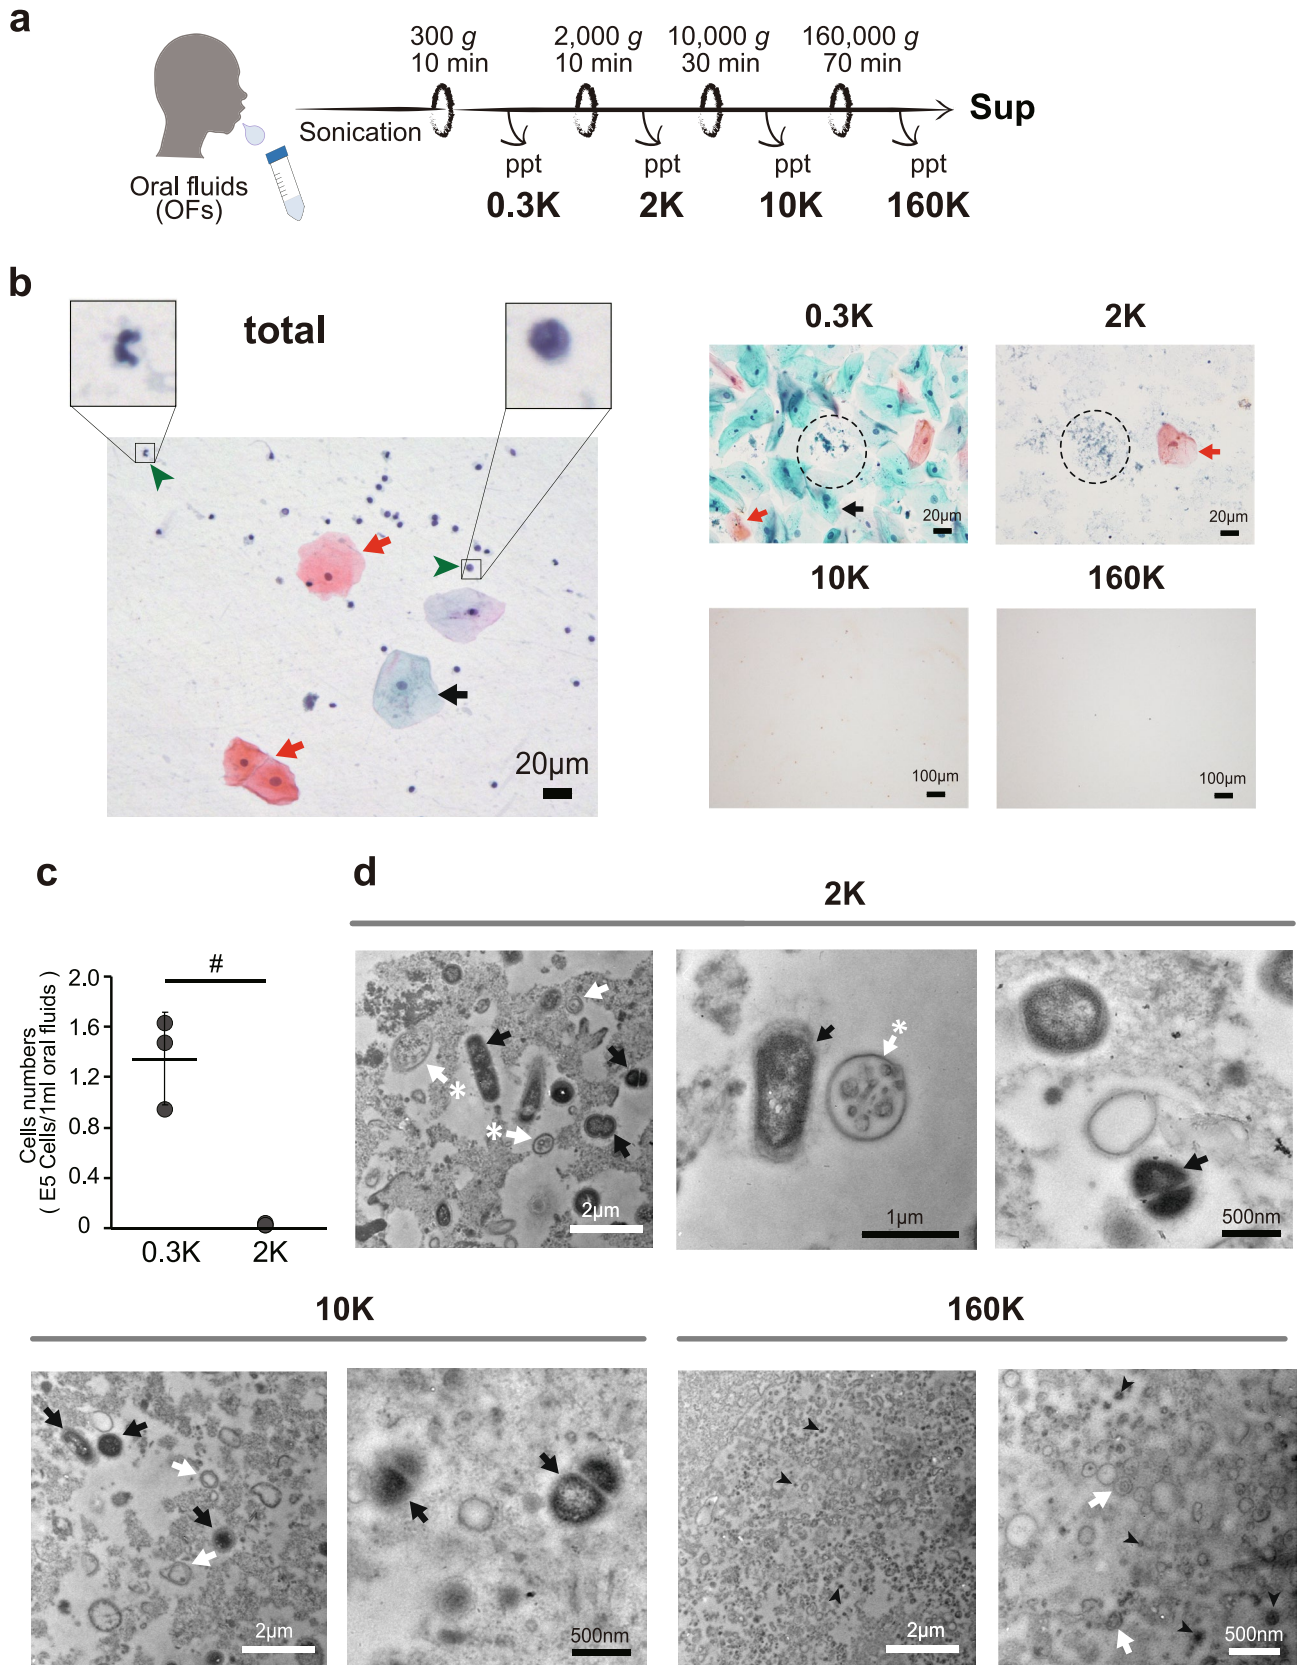 a
300 g
10 min
2,000 g
10 min
10,000 g
30 min
160,000 g
70 min
Sonication
Sup
ppt
ppt
ppt
ppt
0.3K
2K
10K
160K
Oral fluids
(OFs)
b
total
20µm
0.3K
2K
20µm
20µm
10K
160K
100µm
100µm
c
Cells numbers
( E5 Cells/1ml oral fluids )
2.0
1.6
1.2
0.8
0.4
0
#
0.3K
2K
d
2K
*
*
2µm
*
1µm
500nm
10K
160K
2µm
500nm
2µm
500nm